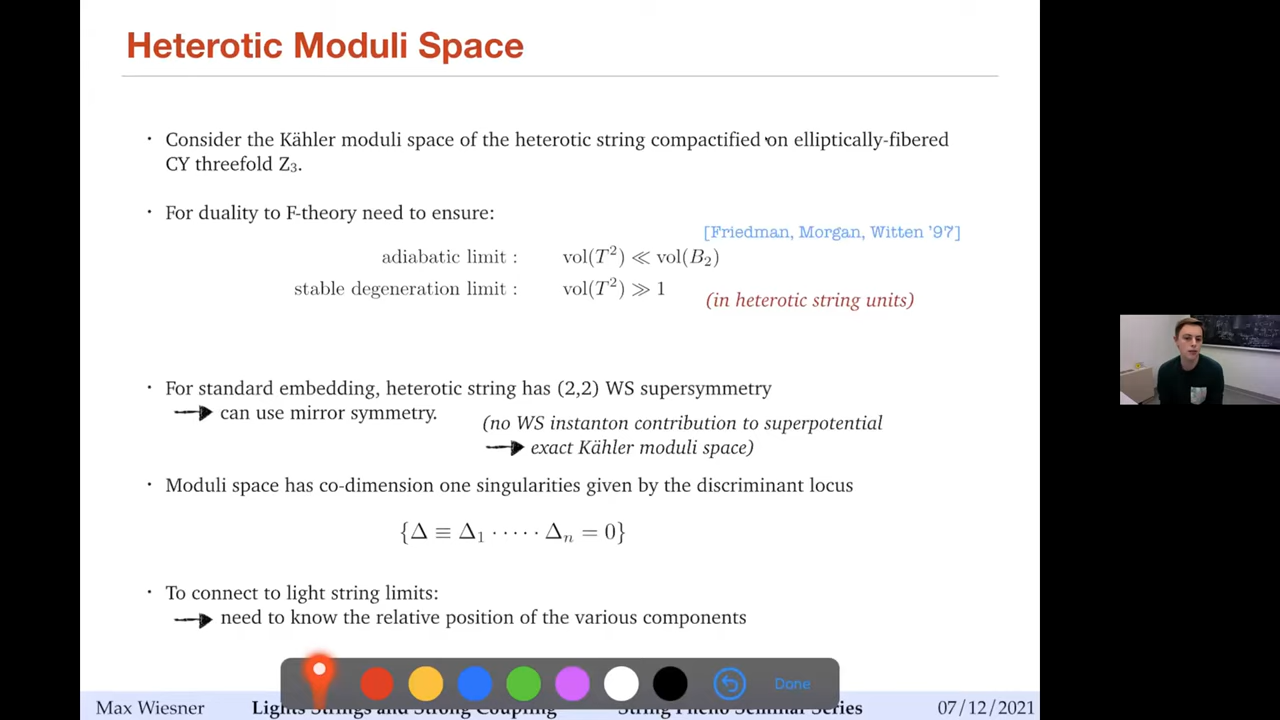 Heterotic Moduli Space
· Consider the Kähler moduli space of the heterotic string compactified on elliptically-fibered
CY threefold Z₃.
· For duality to F-theory need to ensure:
[Friedman, Morgan, Witten '97]
adiabatic limit : vol(T²) ≪ vol(B₂)
stable degeneration limit : vol(T²) ≫ 1
(in heterotic string units)
· For standard embedding, heterotic string has (2,2) WS supersymmetry
→ can use mirror symmetry.
(no WS instanton contribution to superpotential
→ exact Kähler moduli space)
· Moduli space has co-dimension one singularities given by the discriminant locus
{Δ ≡ Δ₁ · · · · · Δₙ = 0}
· To connect to light string limits:
→ need to know the relative position of the various components
Done
Max Wiesner Lights Strings and Strong Coupling String Pheno Seminar Series 07/12/2021